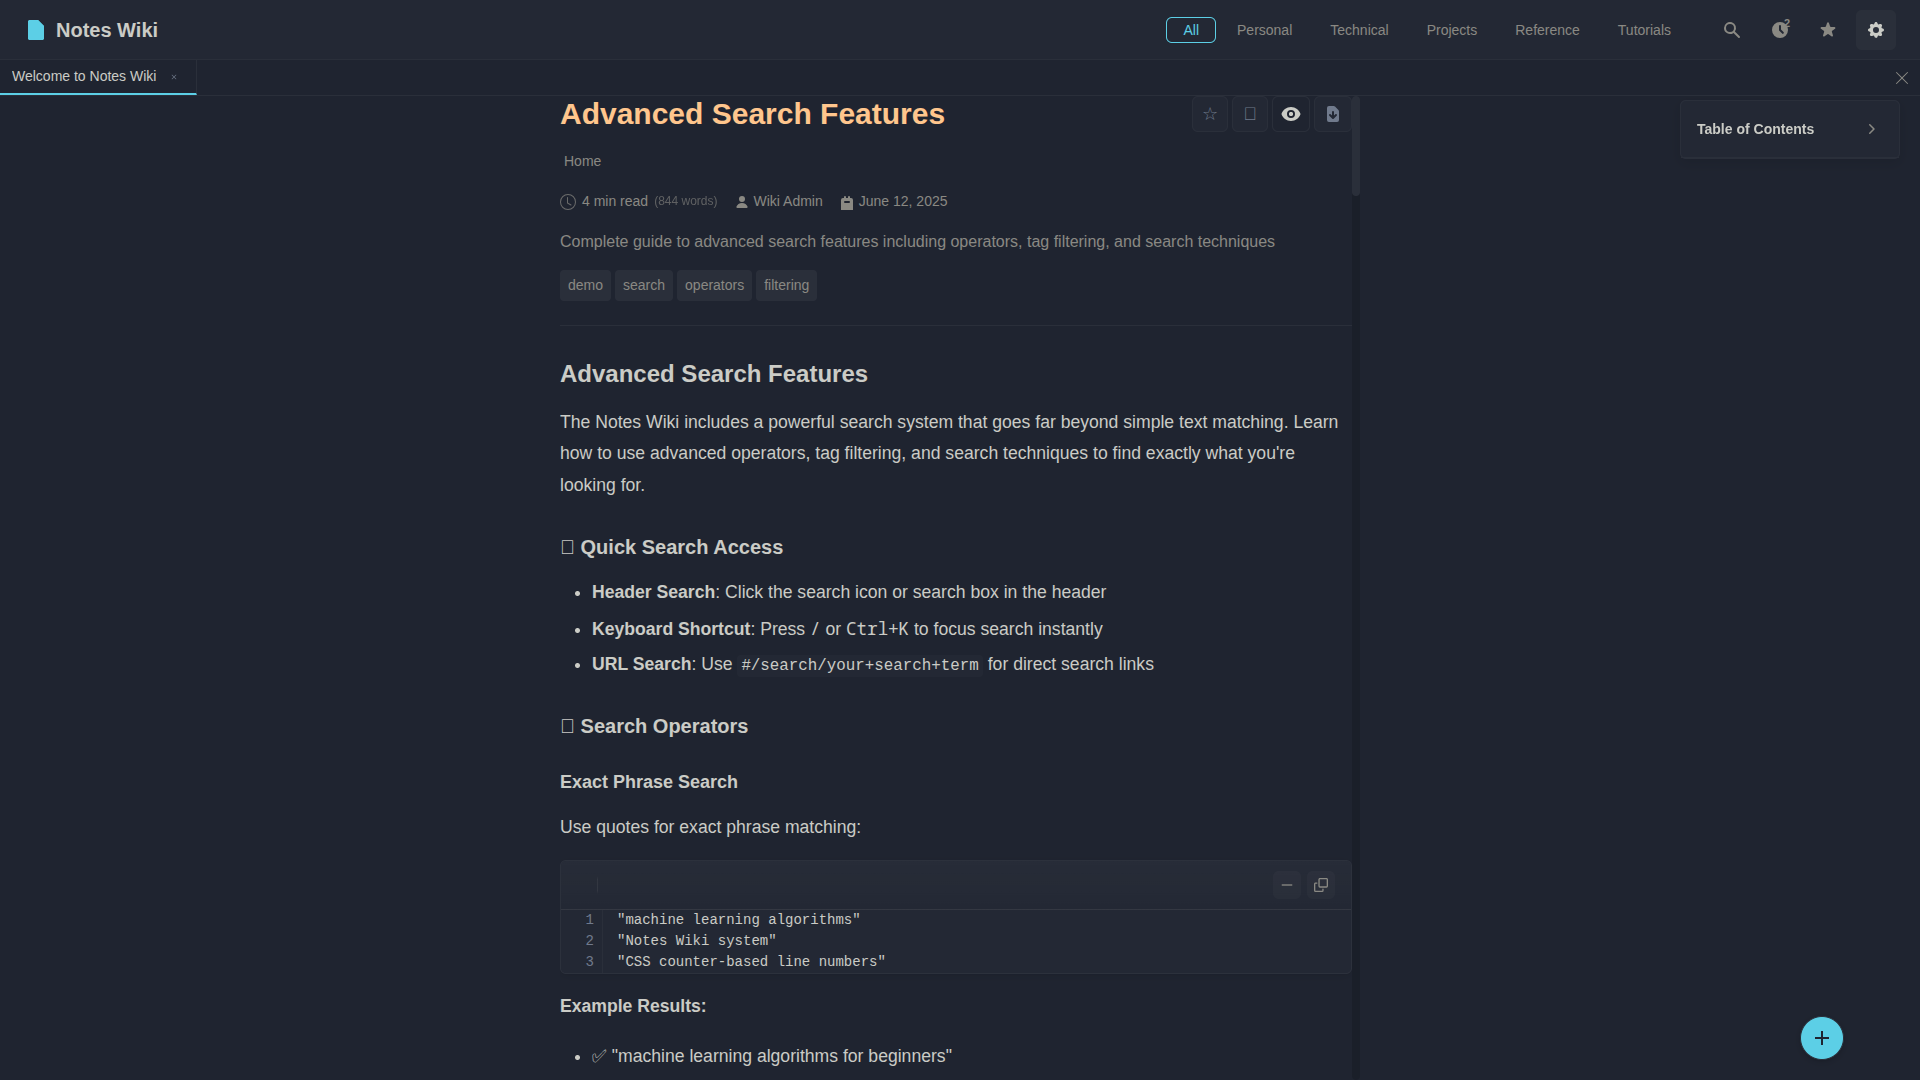 Notes Wiki
All
Personal
Technical
Projects
Reference
Tutorials
2
Welcome to Notes Wiki ×
Advanced Search Features
Table of Contents
Home
4 min read (844 words) Wiki Admin June 12, 2025
Complete guide to advanced search features including operators, tag filtering, and search techniques
demo search operators filtering
Advanced Search Features
The Notes Wiki includes a powerful search system that goes far beyond simple text matching. Learn
how to use advanced operators, tag filtering, and search techniques to find exactly what you're
looking for.
Quick Search Access
• Header Search: Click the search icon or search box in the header
• Keyboard Shortcut: Press / or Ctrl+K to focus search instantly
• URL Search: Use #/search/your+search+term for direct search links
Search Operators
Exact Phrase Search
Use quotes for exact phrase matching:
1 "machine learning algorithms"
2 "Notes Wiki system"
3 "CSS counter-based line numbers"
Example Results:
• ✅ "machine learning algorithms for beginners"